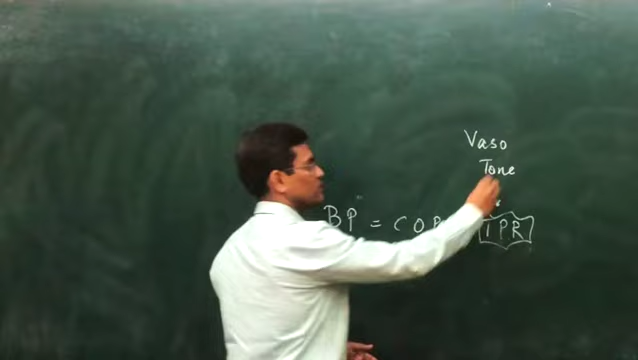 Vaso
Tone
BP = COP TPR